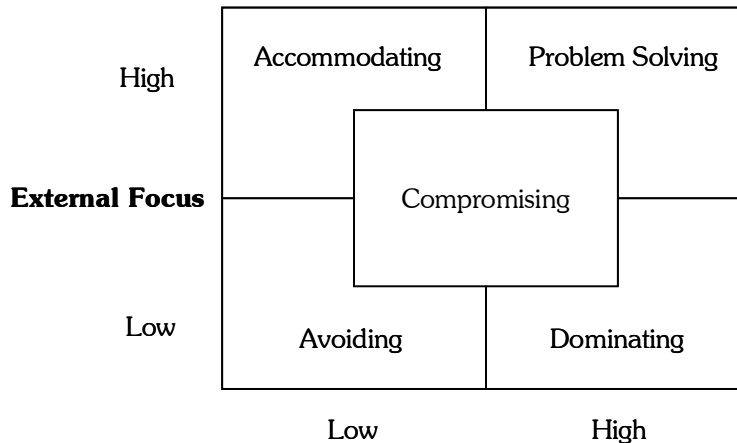 Accommodating
Problem Solving
High
External Focus
Compromising
Low
Avoiding
Dominating
Low
High